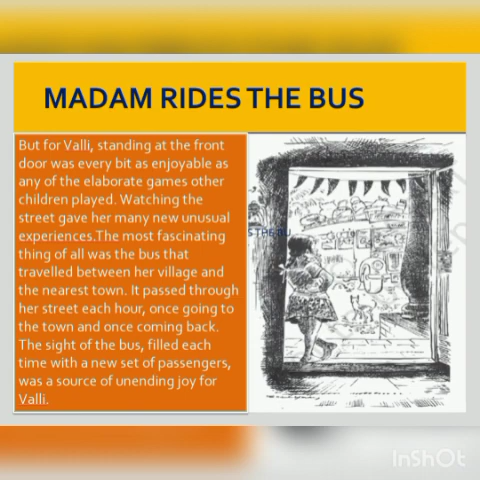 MADAM RIDES THE BUS
But for Valli, standing at the front
door was every bit as enjoyable as
any of the elaborate games other
children played. Watching the
street gave her many new unusual
experiences.The most fascinating
thing of all was the bus that
travelled between her village and
the nearest town. It passed through
her street each hour, once going to
the town and once coming back.
The sight of the bus, filled each
time with a new set of passengers,
was a source of unending joy for
Valli.
InShOt